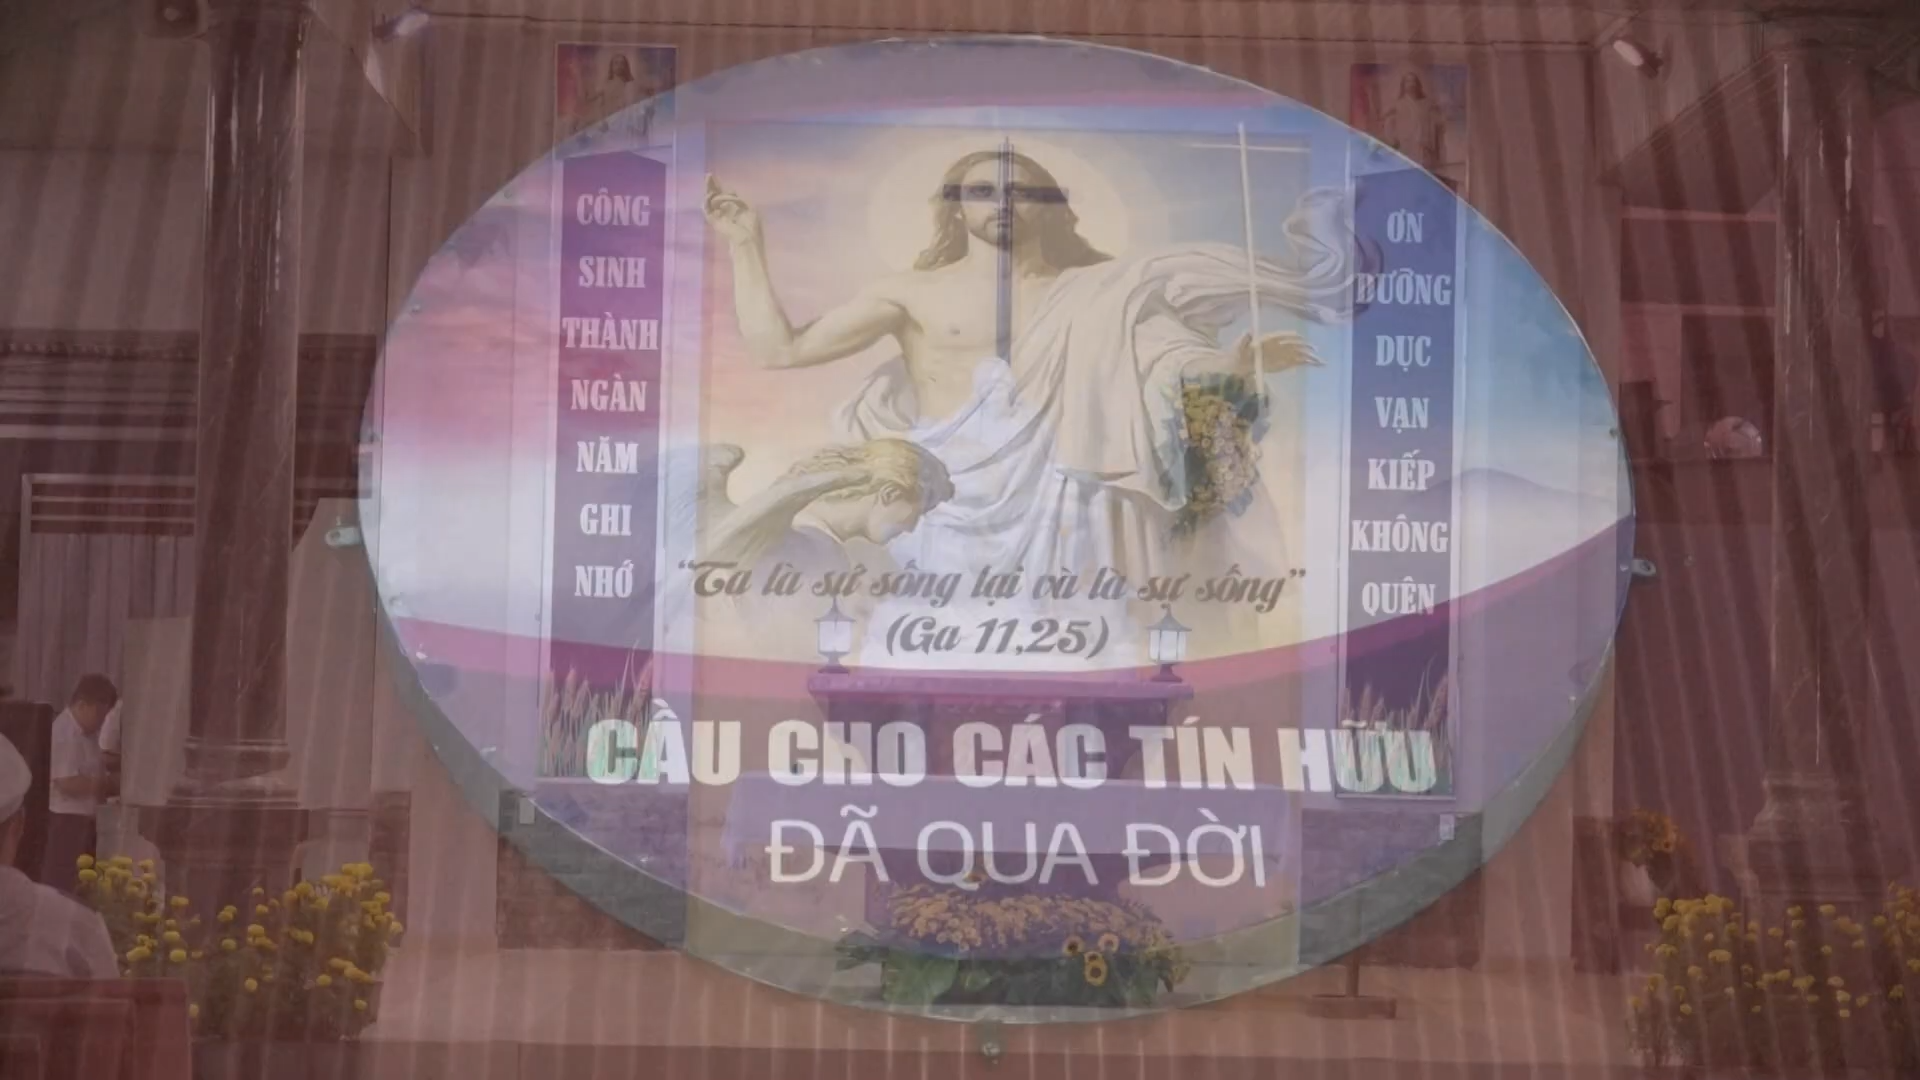 CÔNG
SINH
THÀNH
NGÀN
NĂM
GHI
NHỚ
ƠN
DƯỠNG
DỤC
VẠN
KIẾP
KHÔNG
QUÊN
“Ta là sự sống lại và là sự sống”
(Ga 11,25)
CẦU CHO CÁC TÍN HỮU
ĐÃ QUA ĐỜI